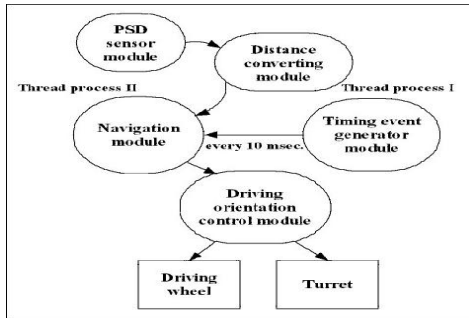 PSD
sensor
module
Distance
converting
module
Thread process II
Thread process I
Navigation
module
every 10 msec.
Timing event
generator
module
Driving
orientation
control module
Driving
wheel
Turret